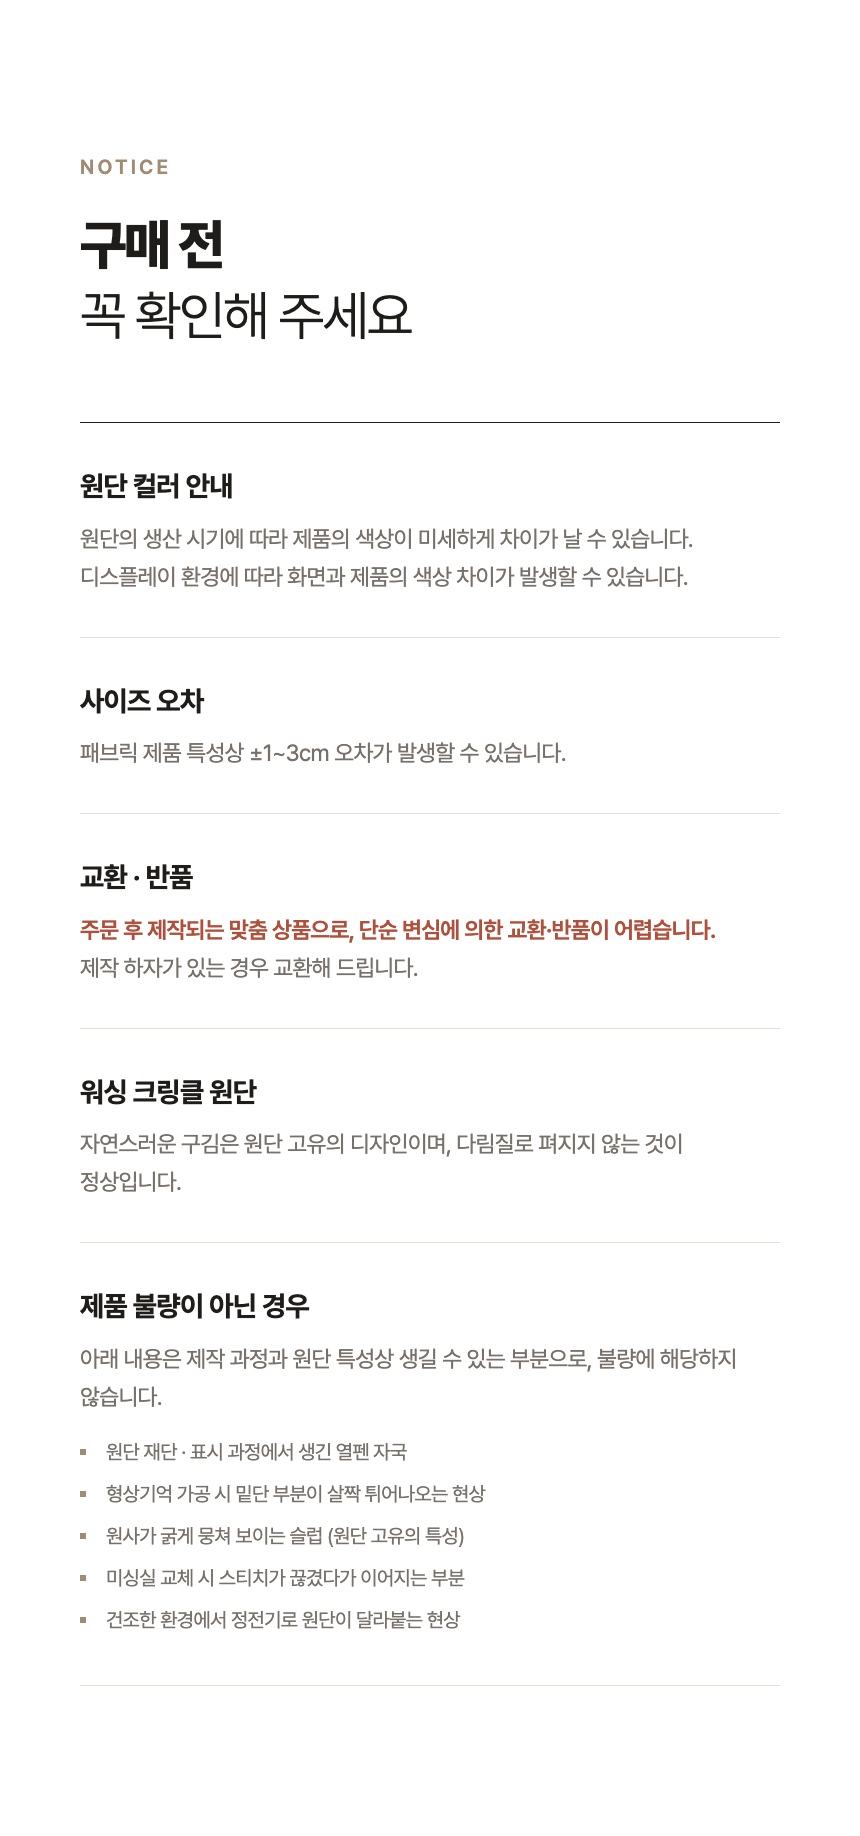 NOTICE
구매 전
꼭 확인해 주세요
원단 컬러 안내
원단의 생산 시기에 따라 제품의 색상이 미세하게 차이가 날 수 있습니다.
디스플레이 환경에 따라 화면과 제품의 색상 차이가 발생할 수 있습니다.
사이즈 오차
패브릭 제품 특성상 ±1~3cm 오차가 발생할 수 있습니다.
교환 · 반품
주문 후 제작되는 맞춤 상품으로, 단순 변심에 의한 교환·반품이 어렵습니다.
제작 하자가 있는 경우 교환해 드립니다.
워싱 크링클 원단
자연스러운 구김은 원단 고유의 디자인이며, 다림질로 펴지지 않는 것이
정상입니다.
제품 불량이 아닌 경우
아래 내용은 제작 과정과 원단 특성상 생길 수 있는 부분으로, 불량에 해당하지
않습니다.
▪ 원단 재단 · 표시 과정에서 생긴 열펜 자국
▪ 형상기억 가공 시 밑단 부분이 살짝 튀어나오는 현상
▪ 원사가 굵게 뭉쳐 보이는 슬럽 (원단 고유의 특성)
▪ 미싱실 교체 시 스티치가 끊겼다가 이어지는 부분
▪ 건조한 환경에서 정전기로 원단이 달라붙는 현상